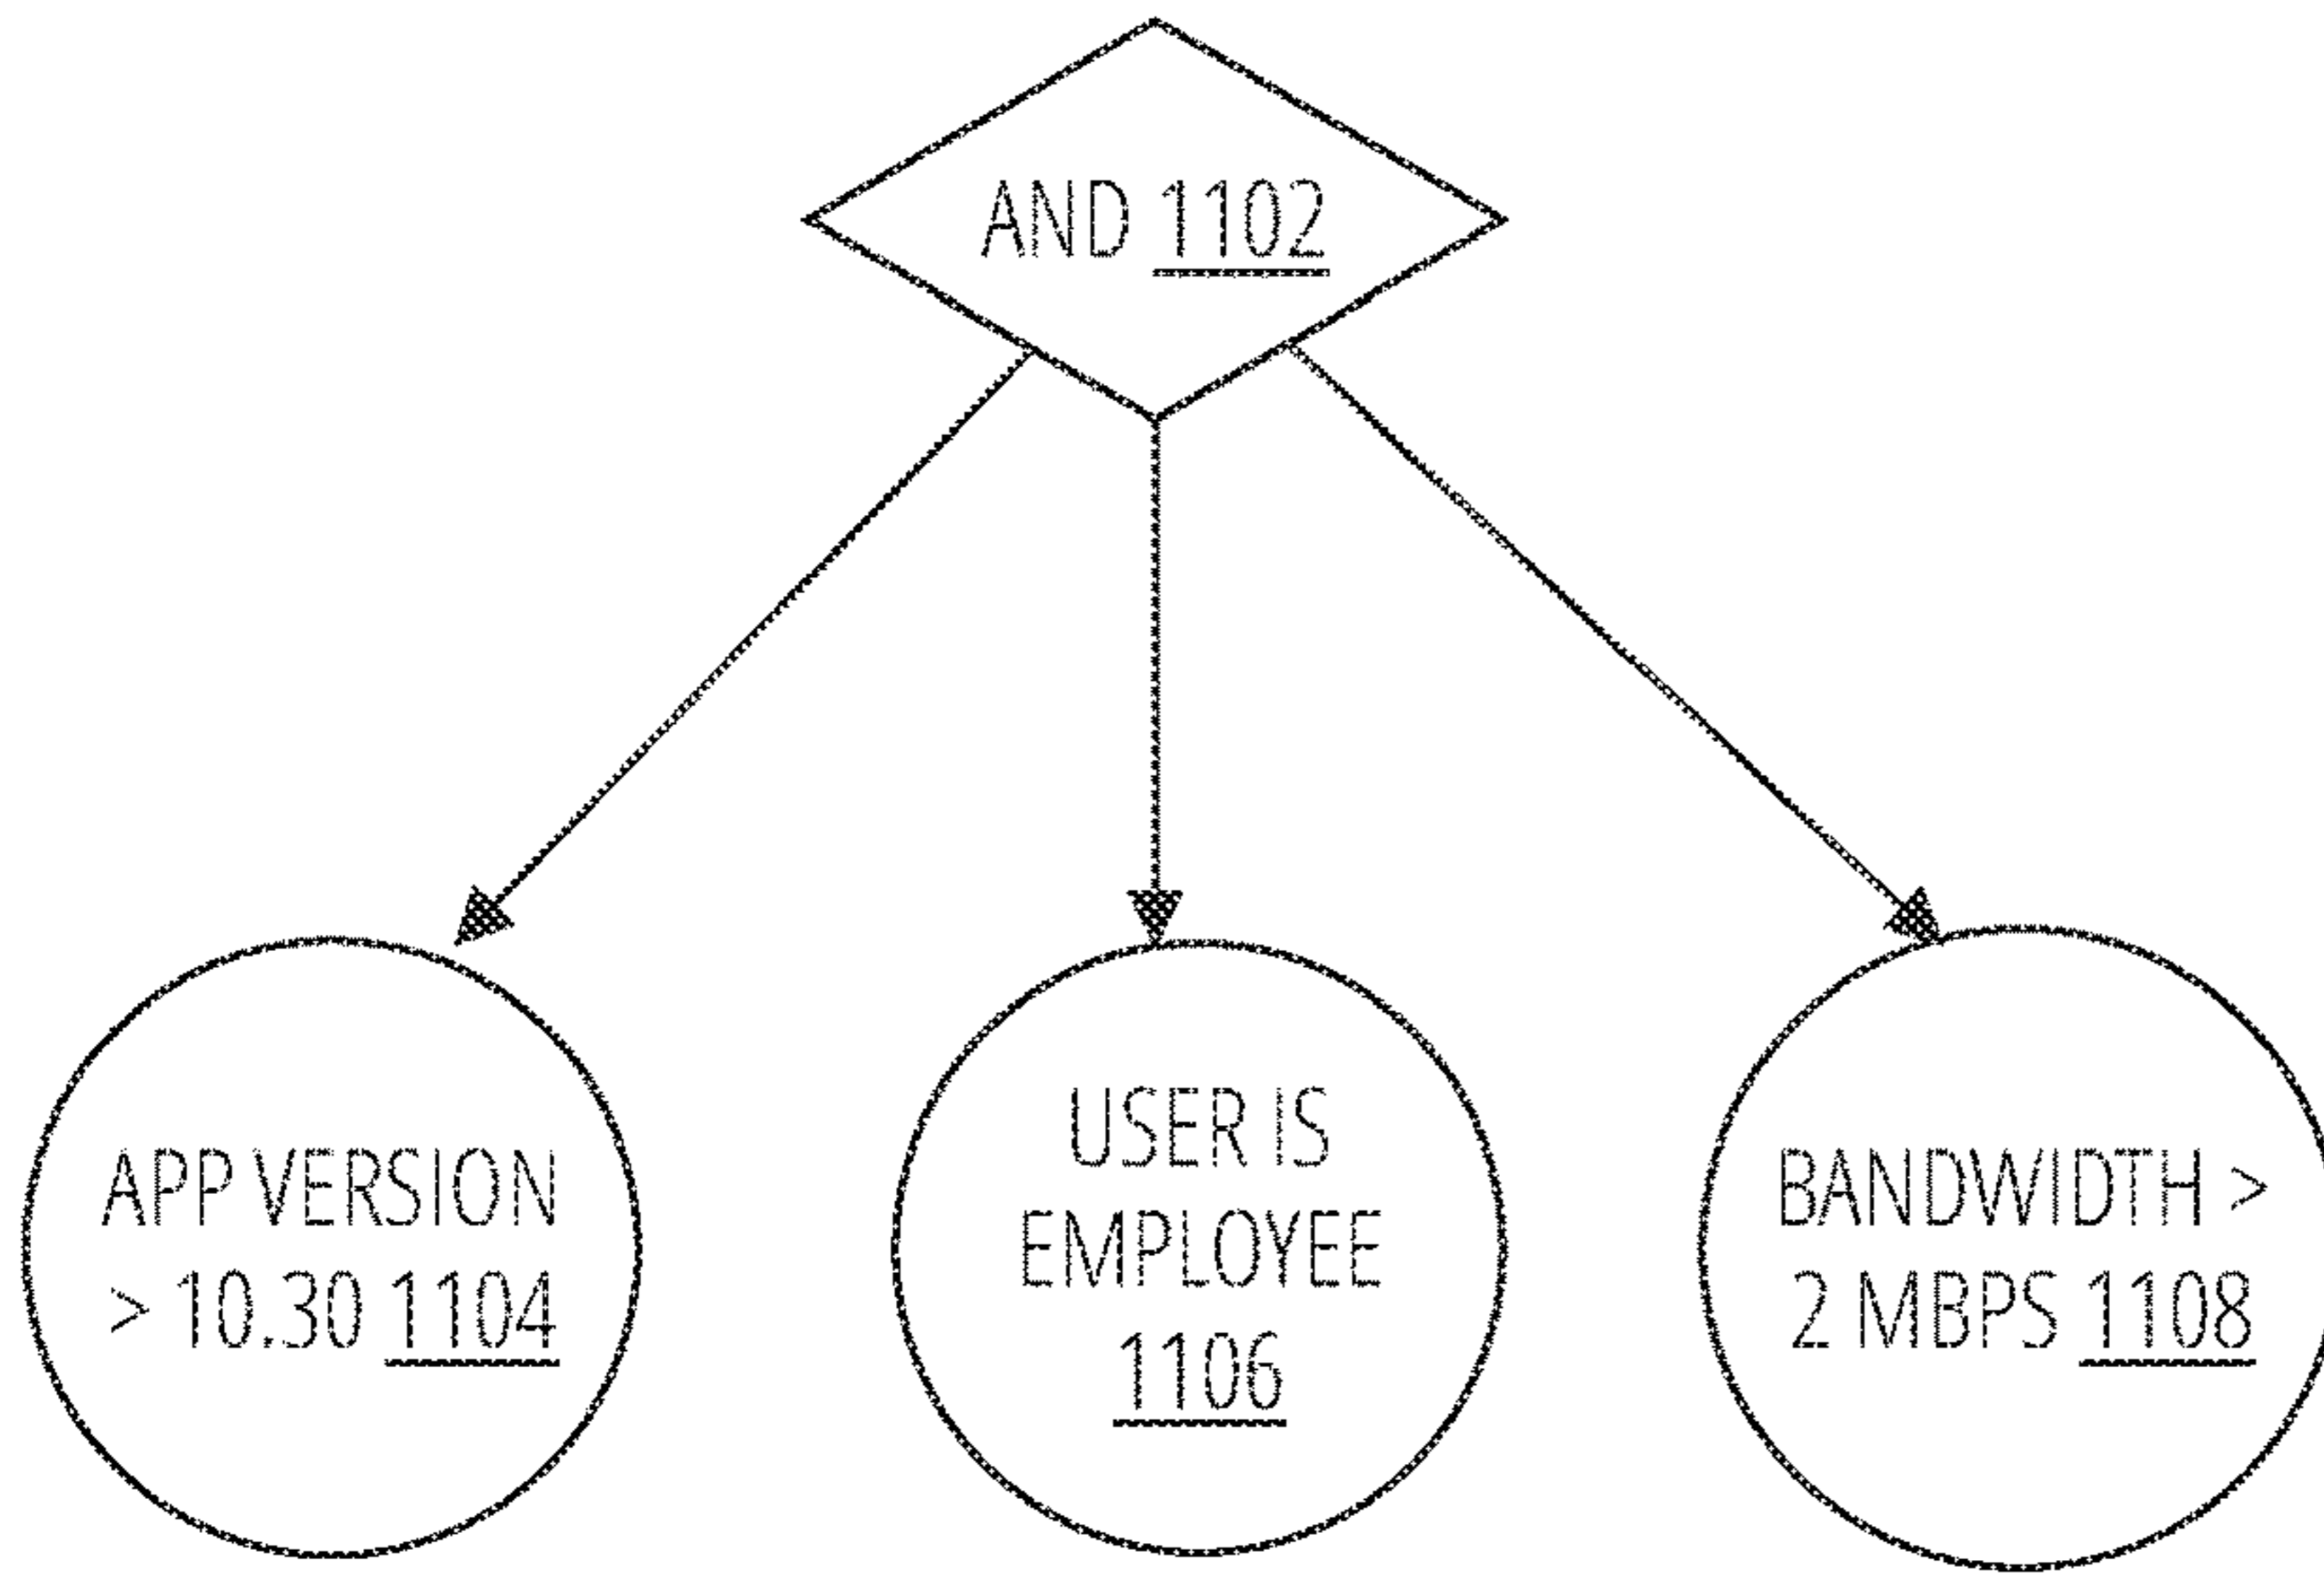 AND 1102
APP VERSION
> 10.30 1104
USER IS
EMPLOYEE
1106
BANDWIDTH >
2 MBPS 1108